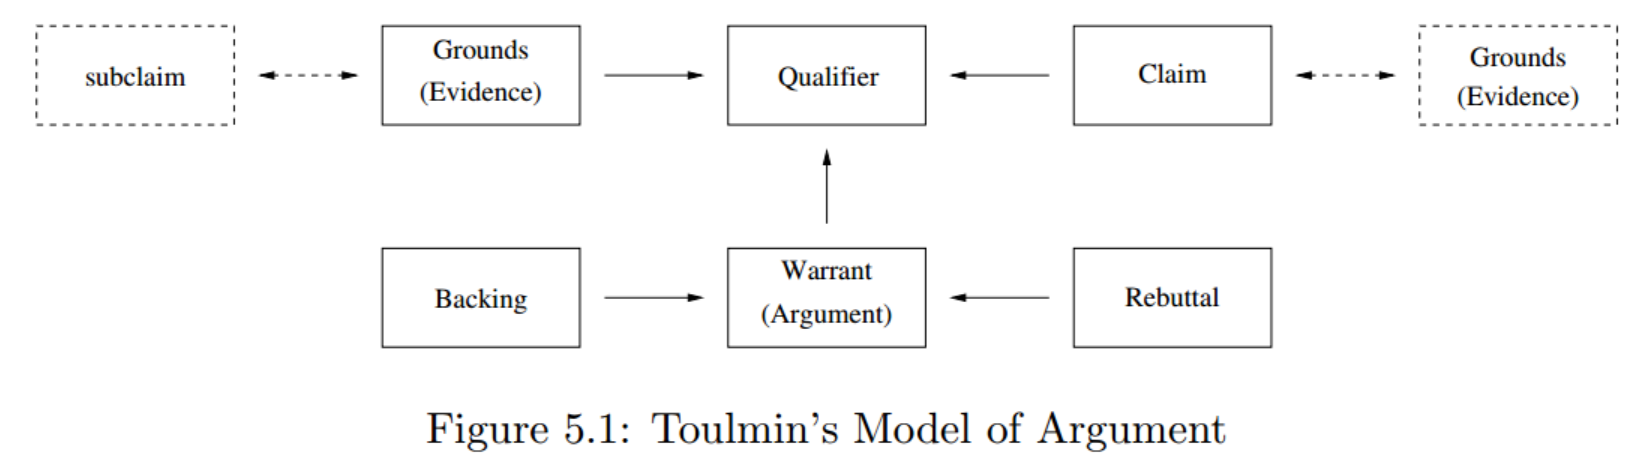 subclaim
Grounds
(Evidence)
Qualifier
Claim
Grounds
(Evidence)
Backing
Warrant
(Argument)
Rebuttal
Figure 5.1: Toulmin's Model of Argument